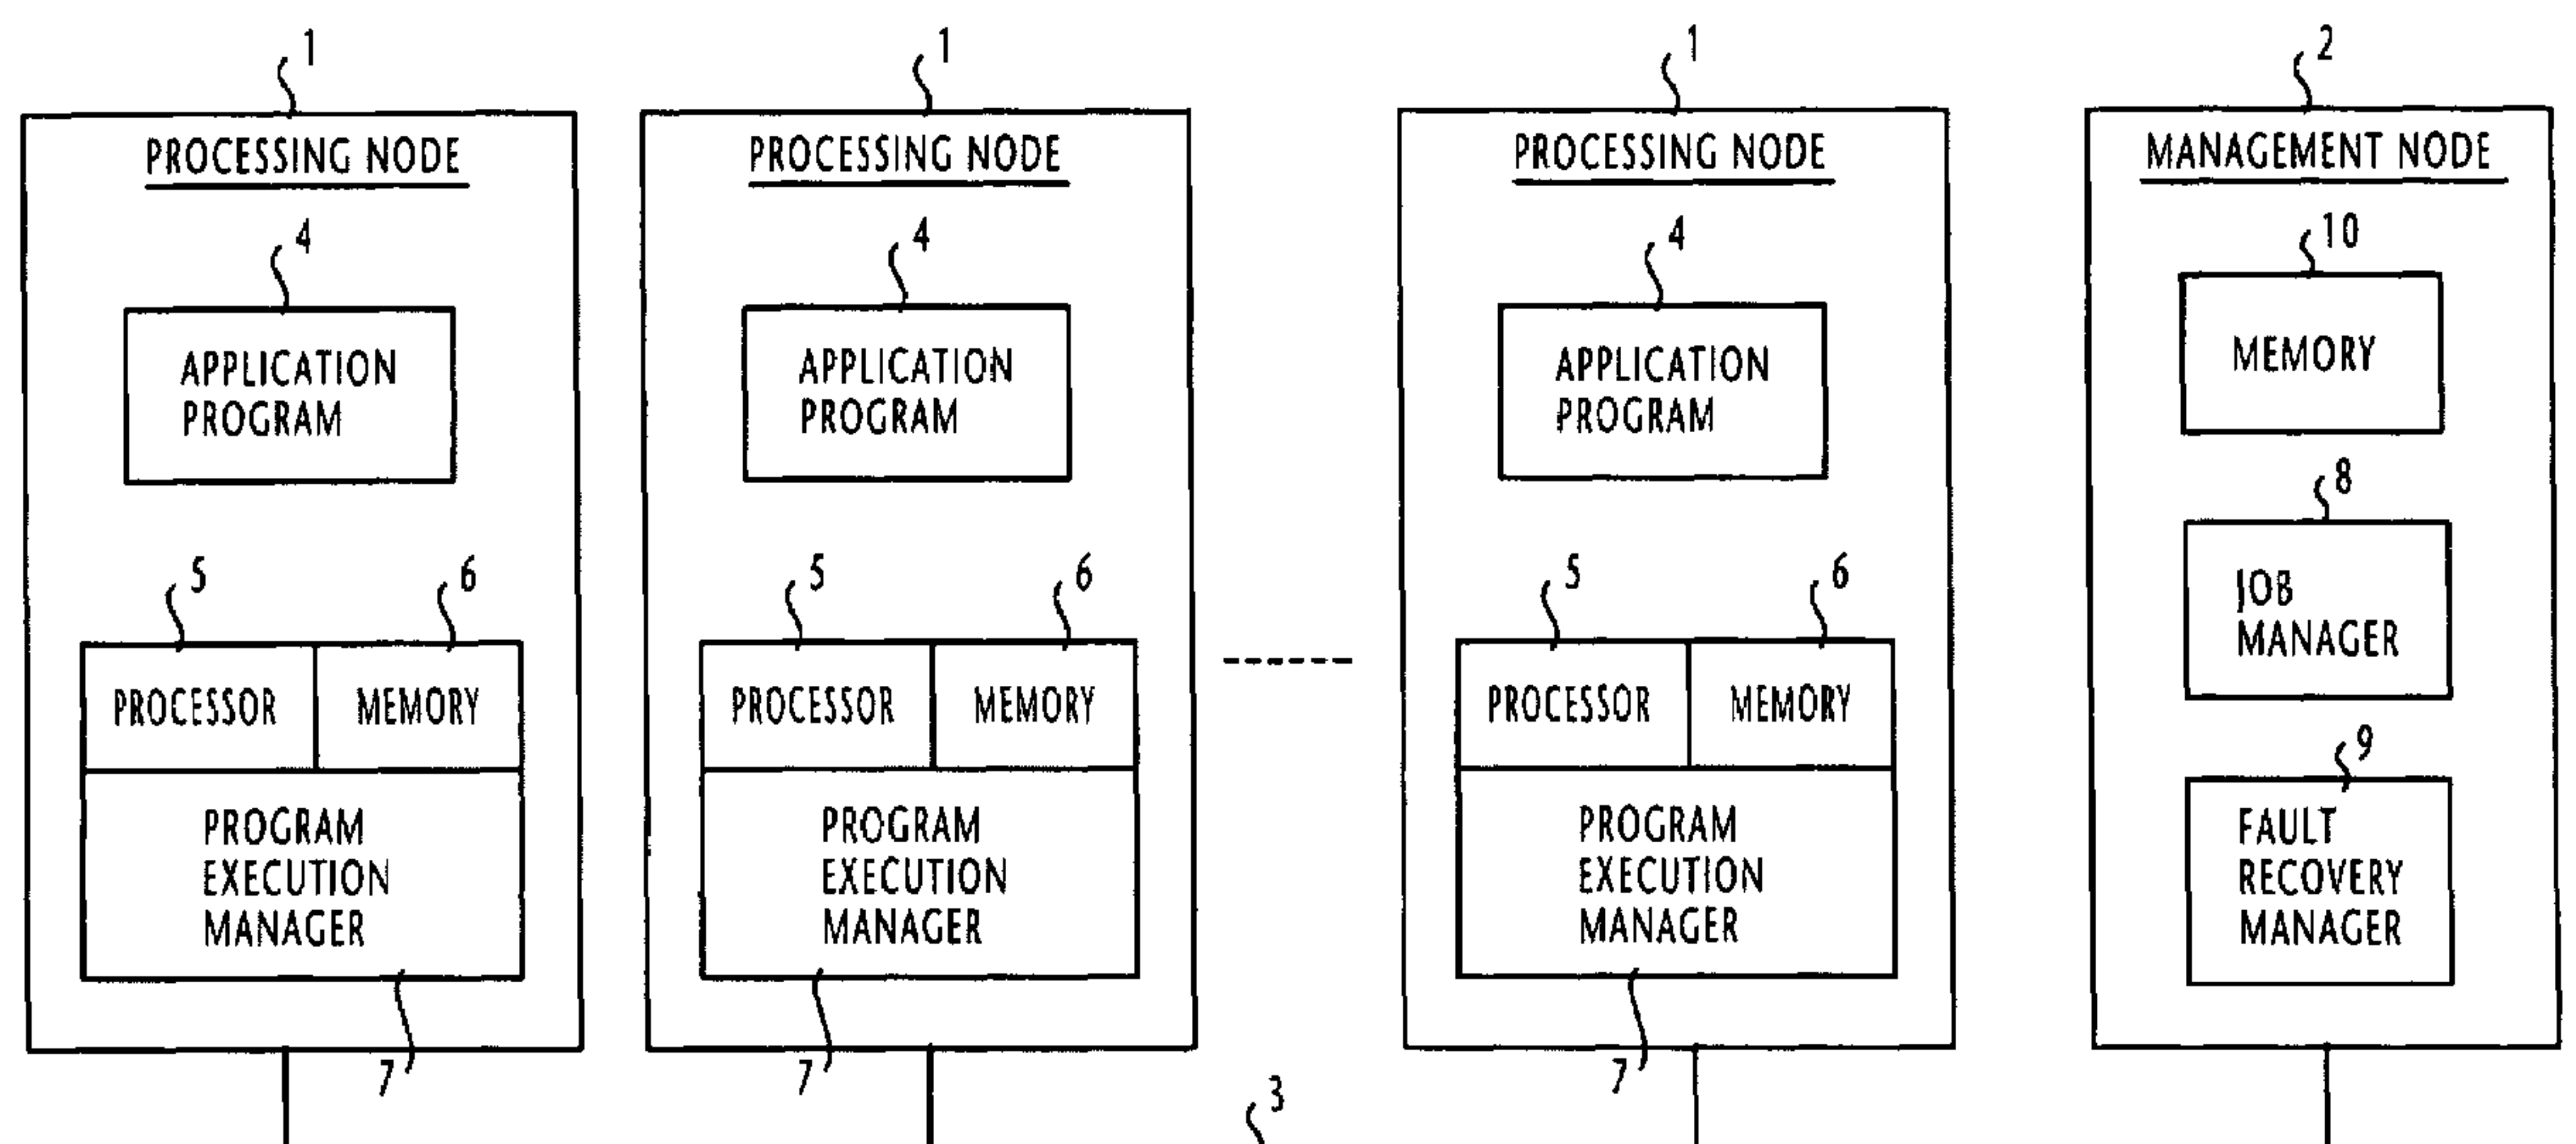 1
PROCESSING NODE
4
APPLICATION
PROGRAM
5
6
PROCESSOR
MEMORY
PROGRAM
EXECUTION
MANAGER
7
1
PROCESSING NODE
4
APPLICATION
PROGRAM
5
6
PROCESSOR
MEMORY
PROGRAM
EXECUTION
MANAGER
7
1
PROCESSING NODE
4
APPLICATION
PROGRAM
5
6
PROCESSOR
MEMORY
PROGRAM
EXECUTION
MANAGER
7
2
MANAGEMENT NODE
10
MEMORY
8
JOB
MANAGER
9
FAULT
RECOVERY
MANAGER
3